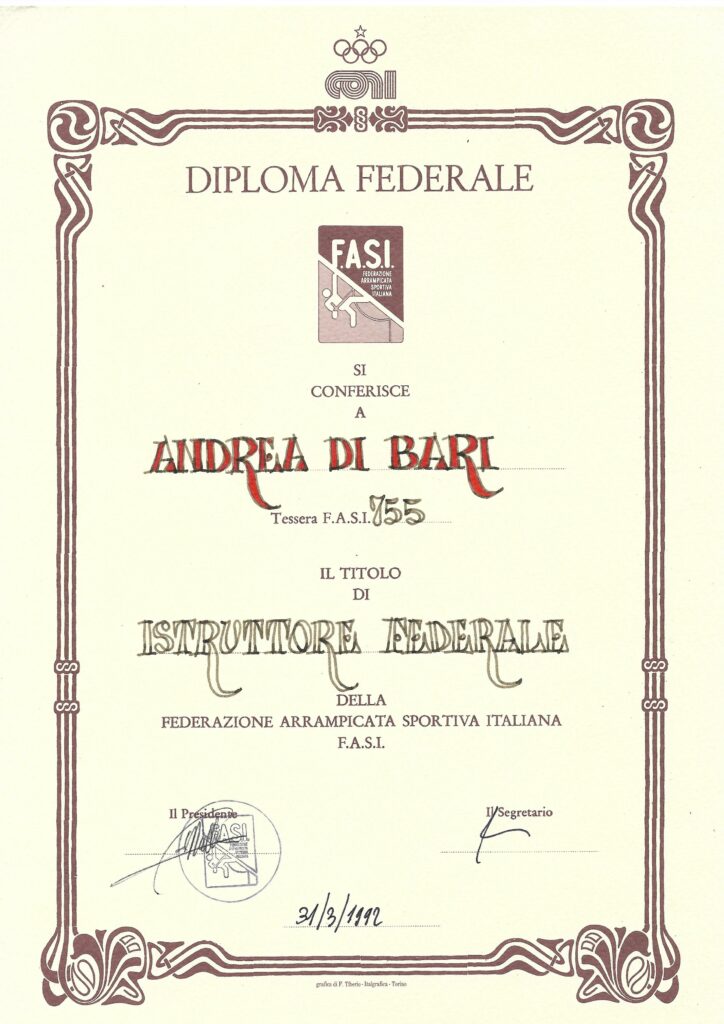 CONI
DIPLOMA FEDERALE
F.A.S.I.
FEDERAZIONE
ARRAMPICATA
SPORTIVA
ITALIANA
SI
CONFERISCE
A
ANDREA DI BARI
Tessera F.A.S.I. 755
IL TITOLO
DI
ISTRUTTORE FEDERALE
DELLA
FEDERAZIONE ARRAMPICATA SPORTIVA ITALIANA
F.A.S.I.
Il Presidente
Il Segretario
F.A.S.I.
31/3/1992
grafica di F. Tiberio - Italgrafica - Torino